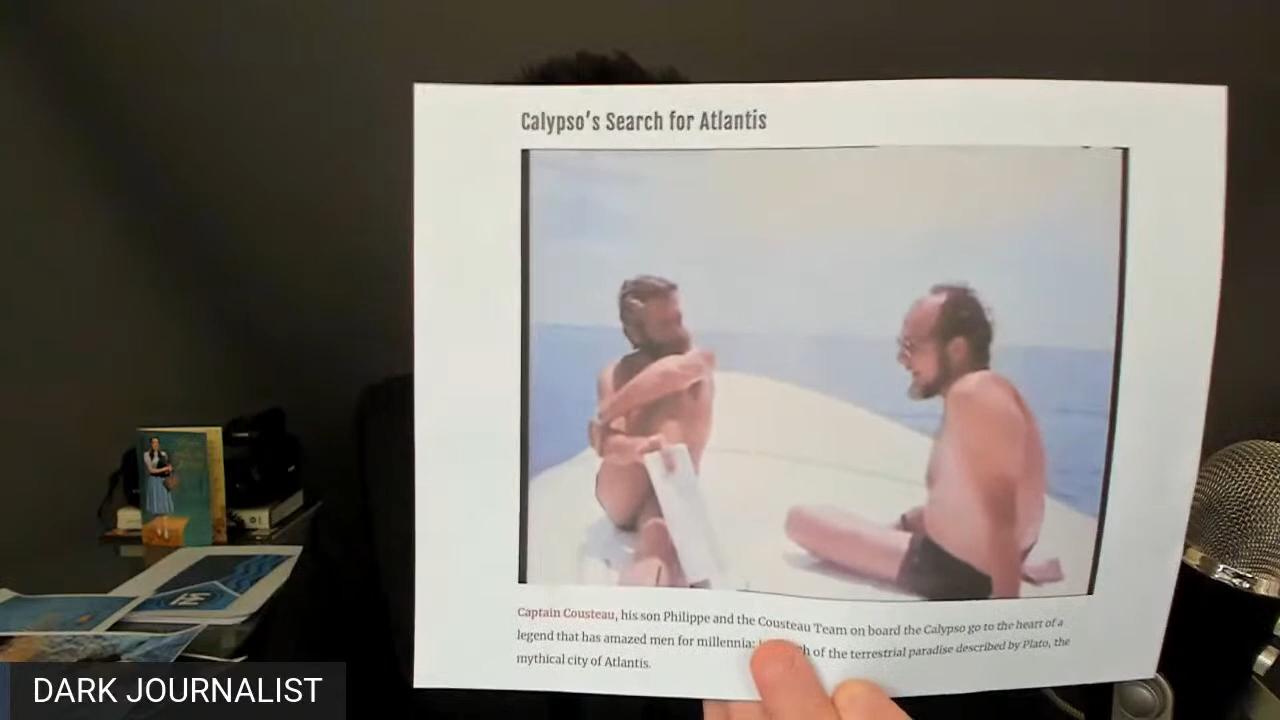 Calypso's Search for Atlantis
Captain Cousteau, his son Philippe and the Cousteau Team on board the Calypso go to the heart of a
legend that has amazed men for millennia: of the terrestrial paradise described by Plato, the
mythical city of Atlantis.
DARK JOURNALIST